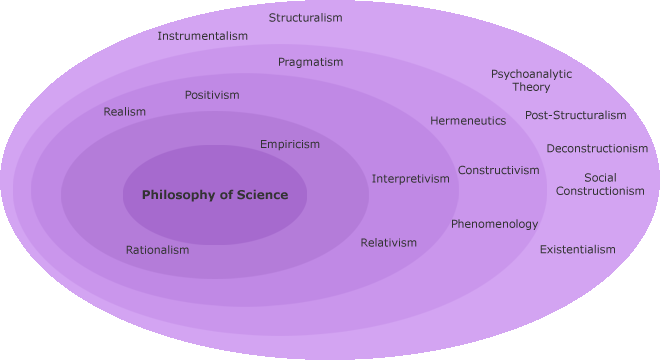 Structuralism
Instrumentalism
Pragmatism
Psychoanalytic
Theory
Positivism
Realism
Hermeneutics
Post-Structuralism
Empiricism
Deconstructionism
Constructivism
Interpretivism
Social
Constructionism
Philosophy of Science
Phenomenology
Relativism
Rationalism
Existentialism